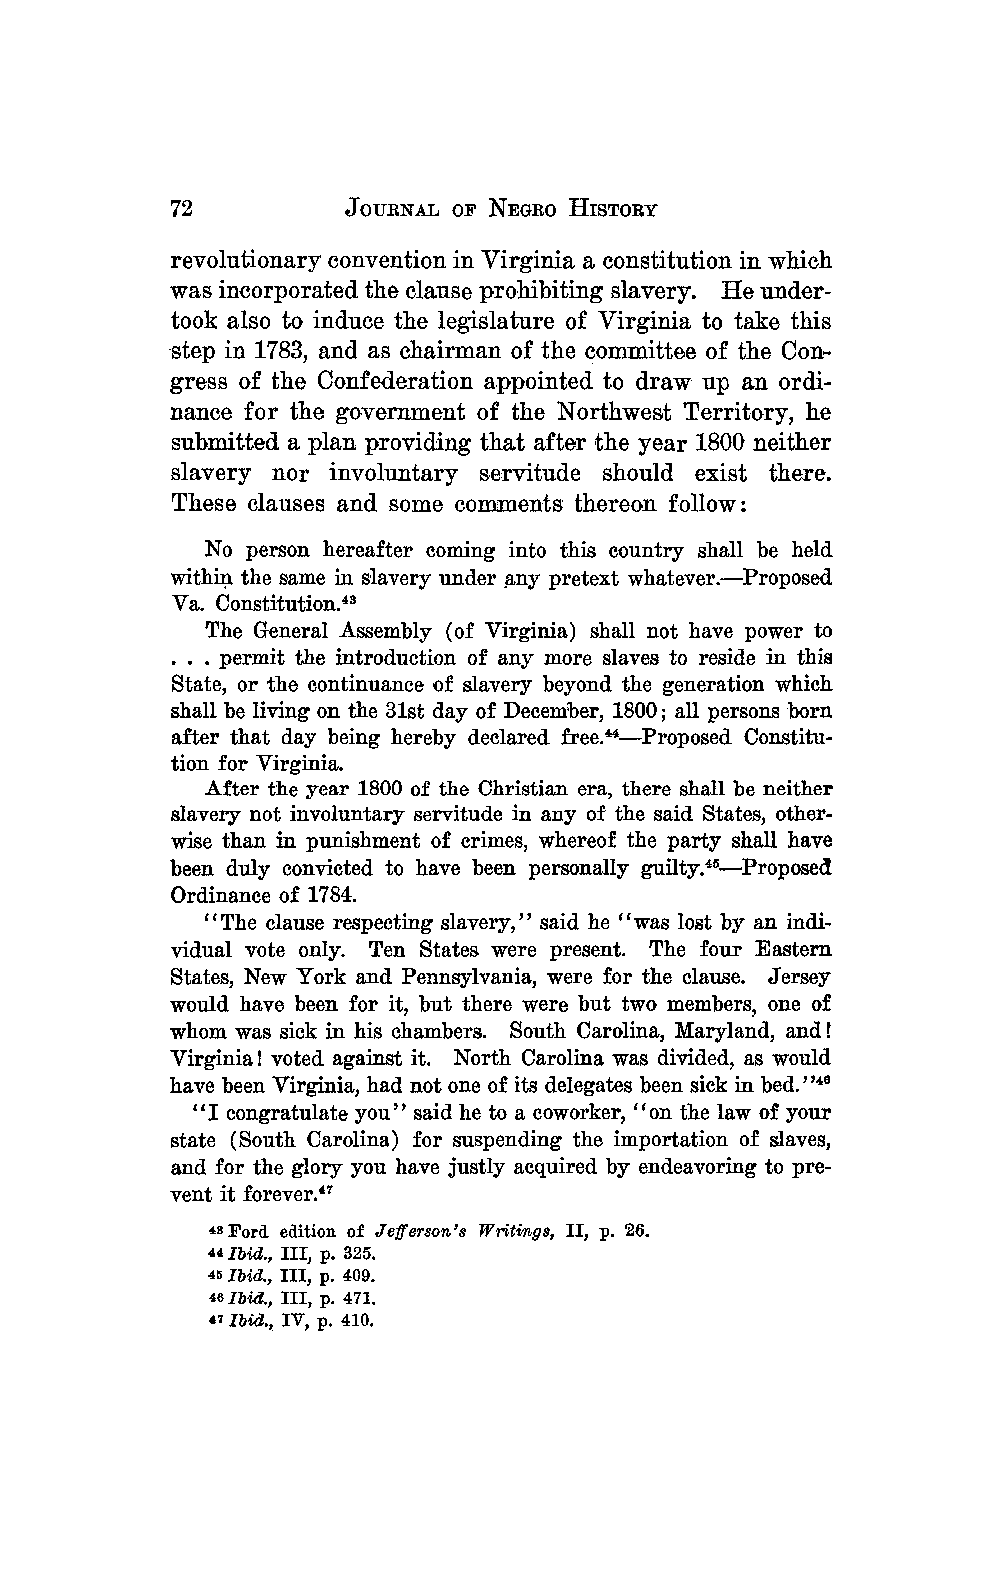 72 JOURNAL OF NEGRO HISTORY
revolutionary convention in Virginia a constitution in which
was incorporated the clause prohibiting slavery. He under-
took also to induce the legislature of Virginia to take this
step in 1783, and as chairman of the committee of the Con-
gress of the Confederation appointed to draw up an ordi-
nance for the government of the Northwest Territory, he
submitted a plan providing that after the year 1800 neither
slavery nor involuntary servitude should exist there.
These clauses and some comments thereon follow:
No person hereafter coming into this country shall be held
within the same in slavery under any pretext whatever.—Proposed
Va. Constitution.⁴³
The General Assembly (of Virginia) shall not have power to
. . . permit the introduction of any more slaves to reside in this
State, or the continuance of slavery beyond the generation which
shall be living on the 31st day of December, 1800; all persons born
after that day being hereby declared free.⁴⁴—Proposed Constitu-
tion for Virginia.
After the year 1800 of the Christian era, there shall be neither
slavery not involuntary servitude in any of the said States, other-
wise than in punishment of crimes, whereof the party shall have
been duly convicted to have been personally guilty.⁴⁵—Proposed
Ordinance of 1784.
"The clause respecting slavery," said he "was lost by an indi-
vidual vote only. Ten States were present. The four Eastern
States, New York and Pennsylvania, were for the clause. Jersey
would have been for it, but there were but two members, one of
whom was sick in his chambers. South Carolina, Maryland, and!
Virginia! voted against it. North Carolina was divided, as would
have been Virginia, had not one of its delegates been sick in bed."⁴⁶
"I congratulate you" said he to a coworker, "on the law of your
state (South Carolina) for suspending the importation of slaves,
and for the glory you have justly acquired by endeavoring to pre-
vent it forever.⁴⁷
⁴³ Ford edition of Jefferson's Writings, II, p. 26.
⁴⁴ Ibid., III, p. 325.
⁴⁵ Ibid., III, p. 409.
⁴⁶ Ibid., III, p. 471.
⁴⁷ Ibid., IV, p. 410.